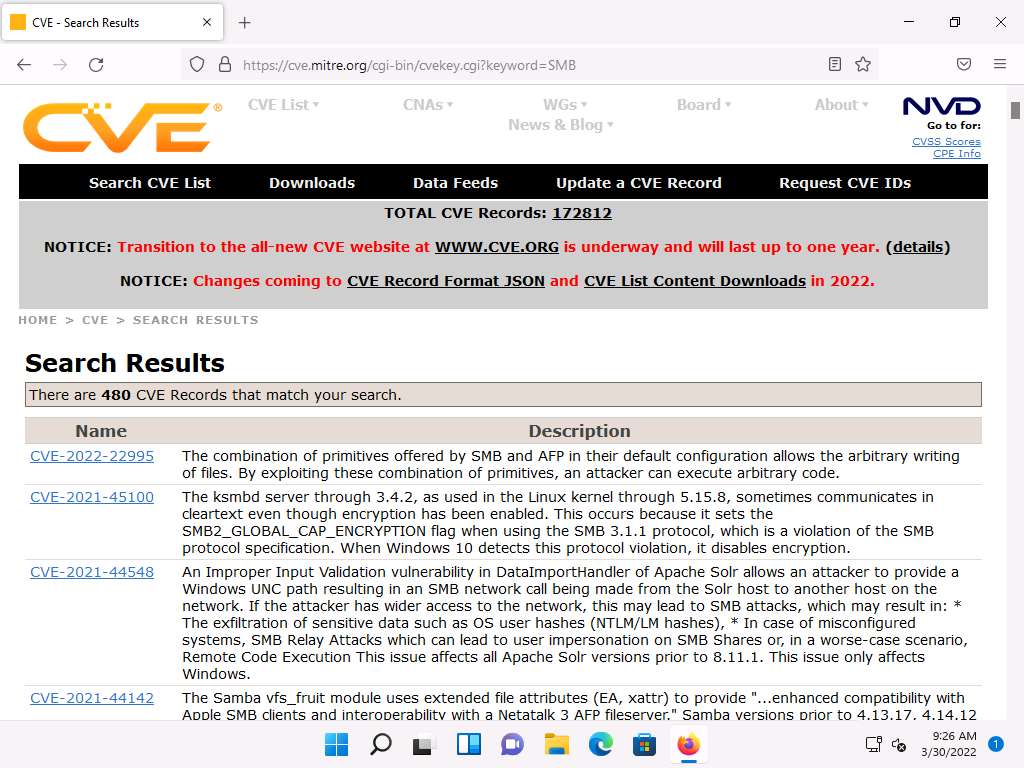 CVE - Search Results
https://cve.mitre.org/cgi-bin/cvekey.cgi?keyword=SMB
CVE®
CVE List▾ CNAs▾ WGs▾ Board▾ About▾
News & Blog▾
NVD
Go to for:
CVSS Scores
CPE Info
Search CVE List Downloads Data Feeds Update a CVE Record Request CVE IDs
TOTAL CVE Records: 172812
NOTICE: Transition to the all-new CVE website at WWW.CVE.ORG is underway and will last up to one year. (details)
NOTICE: Changes coming to CVE Record Format JSON and CVE List Content Downloads in 2022.
HOME > CVE > SEARCH RESULTS
Search Results
There are 480 CVE Records that match your search.
Name Description
CVE-2022-22995 The combination of primitives offered by SMB and AFP in their default configuration allows the arbitrary writing
of files. By exploiting these combination of primitives, an attacker can execute arbitrary code.
CVE-2021-45100 The ksmbd server through 3.4.2, as used in the Linux kernel through 5.15.8, sometimes communicates in
cleartext even though encryption has been enabled. This occurs because it sets the
SMB2_GLOBAL_CAP_ENCRYPTION flag when using the SMB 3.1.1 protocol, which is a violation of the SMB
protocol specification. When Windows 10 detects this protocol violation, it disables encryption.
CVE-2021-44548 An Improper Input Validation vulnerability in DataImportHandler of Apache Solr allows an attacker to provide a
Windows UNC path resulting in an SMB network call being made from the Solr host to another host on the
network. If the attacker has wider access to the network, this may lead to SMB attacks, which may result in: *
The exfiltration of sensitive data such as OS user hashes (NTLM/LM hashes), * In case of misconfigured
systems, SMB Relay Attacks which can lead to user impersonation on SMB Shares or, in a worse-case scenario,
Remote Code Execution This issue affects all Apache Solr versions prior to 8.11.1. This issue only affects
Windows.
CVE-2021-44142 The Samba vfs_fruit module uses extended file attributes (EA, xattr) to provide "...enhanced compatibility with
Apple SMB clients and interoperability with a Netatalk 3 AFP fileserver." Samba versions prior to 4.13.17, 4.14.12
9:26 AM
3/30/2022
1